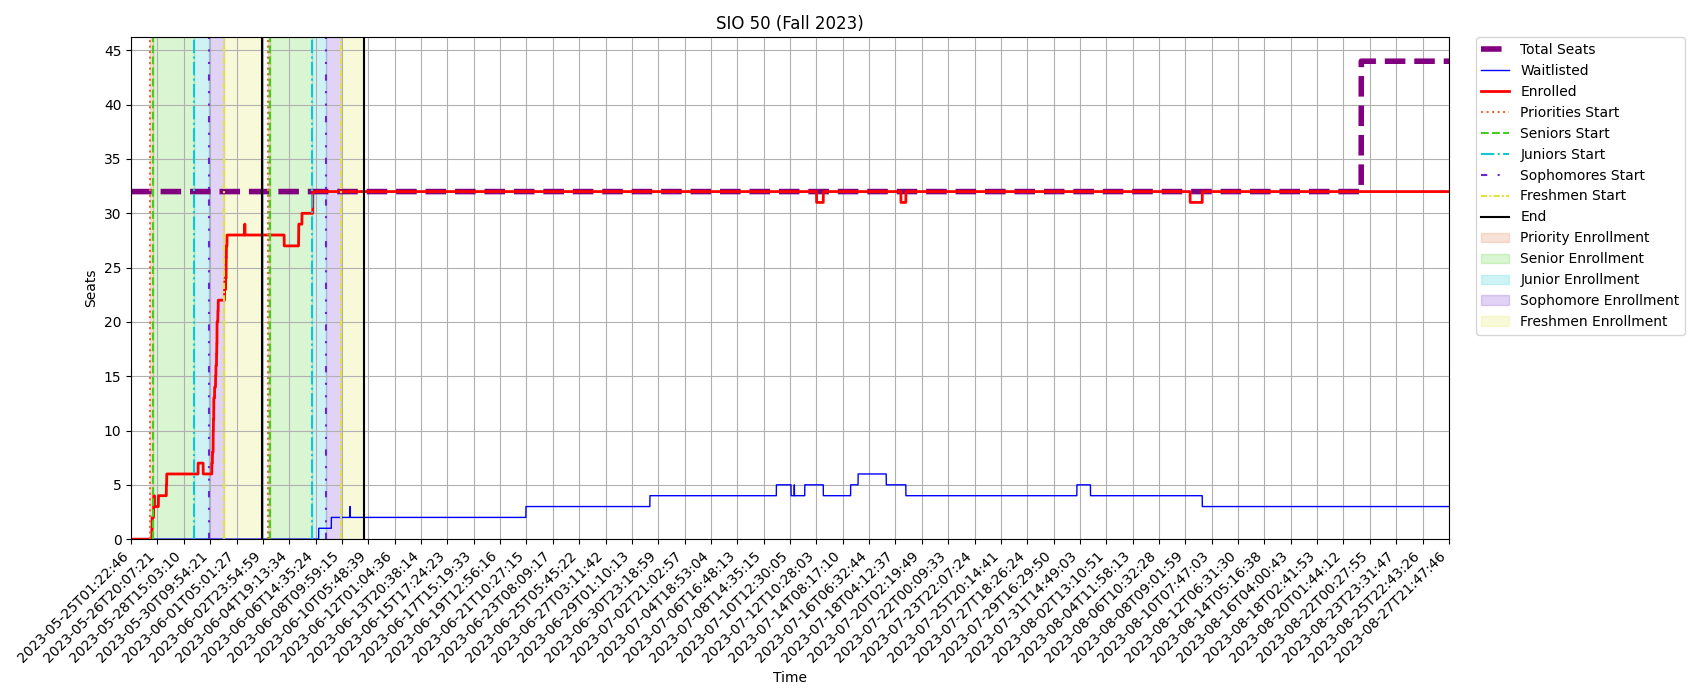 SIO 50 (Fall 2023)
Seats
45
40
35
30
25
20
15
10
5
0
2023-05-25T01:22:46
2023-05-26T20:07:21
2023-05-28T15:03:10
2023-05-30T09:54:21
2023-06-01T05:01:27
2023-06-02T23:54:59
2023-06-04T19:13:34
2023-06-06T14:35:24
2023-06-08T09:59:15
2023-06-10T05:48:39
2023-06-12T01:04:36
2023-06-13T20:38:14
2023-06-15T17:24:23
2023-06-17T15:19:33
2023-06-19T12:56:16
2023-06-21T10:27:15
2023-06-23T08:09:17
2023-06-25T05:45:22
2023-06-27T03:11:42
2023-06-29T01:10:13
2023-06-30T23:18:59
2023-07-02T21:02:57
2023-07-04T18:53:04
2023-07-06T16:48:13
2023-07-08T14:35:15
2023-07-10T12:30:05
2023-07-12T10:28:03
2023-07-14T08:17:10
2023-07-16T06:32:44
2023-07-18T04:12:37
2023-07-20T02:19:49
2023-07-22T00:09:33
2023-07-23T22:07:24
2023-07-25T20:14:41
2023-07-27T18:26:24
2023-07-29T16:29:50
2023-07-31T14:49:03
2023-08-02T13:10:51
2023-08-04T11:58:13
2023-08-06T10:32:28
2023-08-08T09:01:59
2023-08-10T07:47:03
2023-08-12T06:31:30
2023-08-14T05:16:38
2023-08-16T04:00:43
2023-08-18T02:41:53
2023-08-20T01:44:12
2023-08-22T00:27:55
2023-08-23T23:31:47
2023-08-25T22:43:26
2023-08-27T21:47:46
Time
Total Seats
Waitlisted
Enrolled
Priorities Start
Seniors Start
Juniors Start
Sophomores Start
Freshmen Start
End
Priority Enrollment
Senior Enrollment
Junior Enrollment
Sophomore Enrollment
Freshmen Enrollment